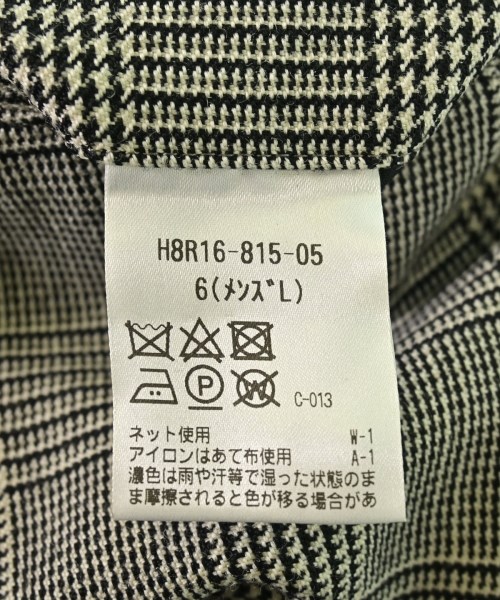 H8R16-815-05
6(ﾒﾝｽﾞL)
P W C-013
ネット使用 W-1
アイロンはあて布使用 A-1
濃色は雨や汗等で湿った状態のま
ま摩擦されると色が移る場合があ